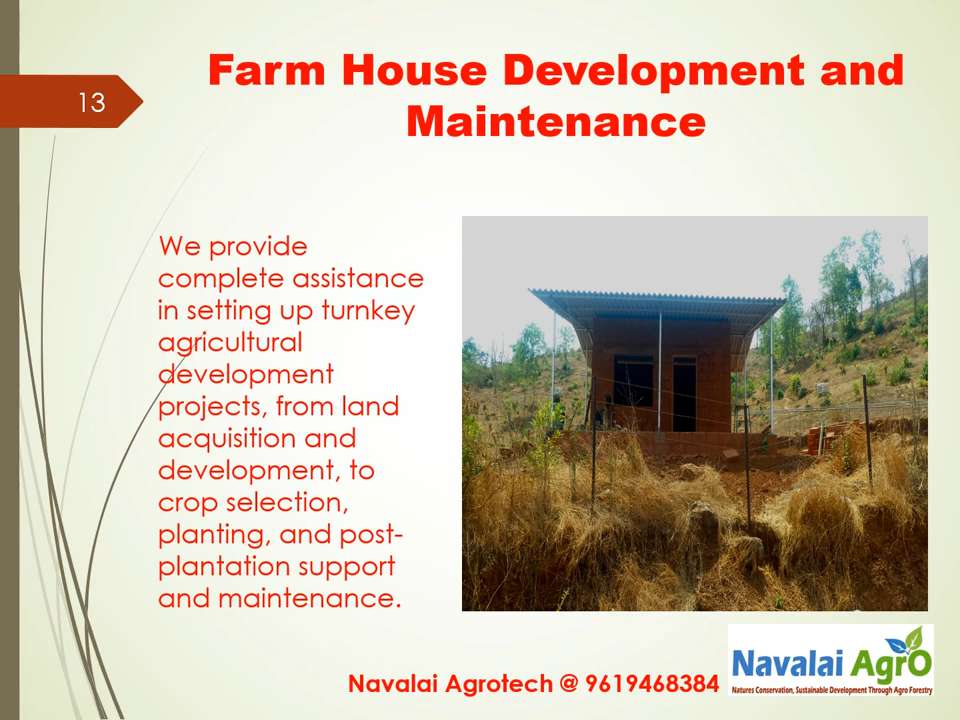 13
Farm House Development and
Maintenance
We provide
complete assistance
in setting up turnkey
agricultural
development
projects, from land
acquisition and
development, to
crop selection,
planting, and post-
plantation support
and maintenance.
Navalai Agrotech @ 9619468384
Navalai AgrO
Natures Conservation, Sustainable Development Through Agro Forestry